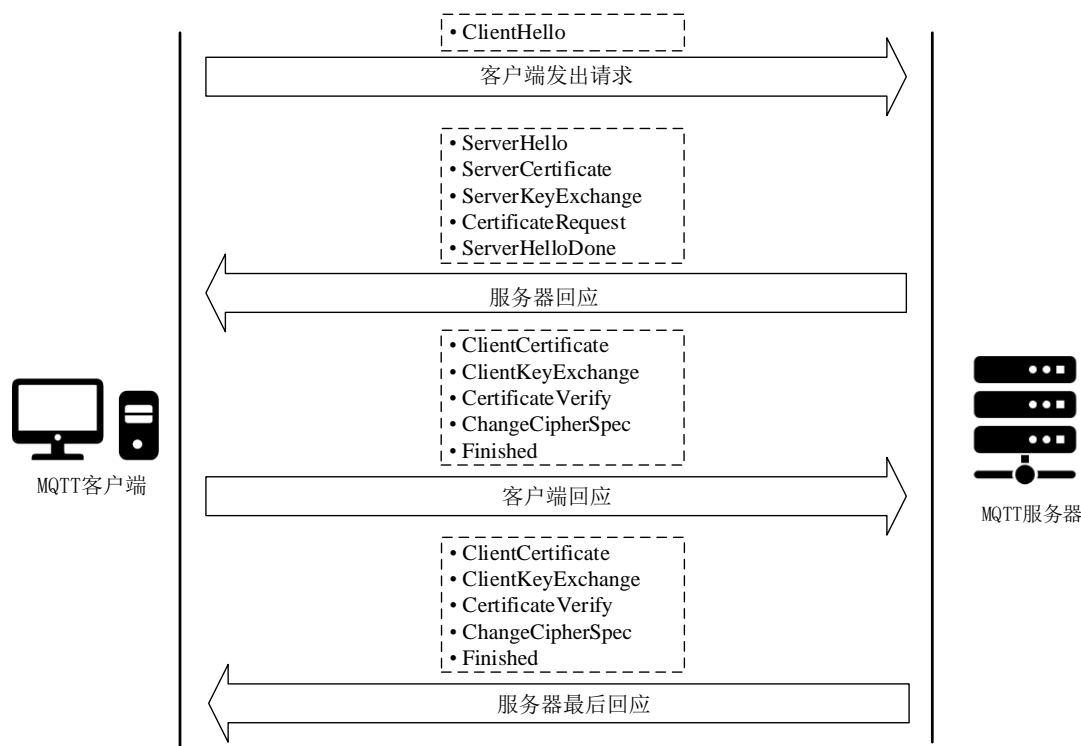 • ClientHello
客户端发出请求
• ServerHello
• ServerCertificate
• ServerKeyExchange
• CertificateRequest
• ServerHelloDone
服务器回应
• ClientCertificate
• ClientKeyExchange
• CertificateVerify
• ChangeCipherSpec
• Finished
MQTT客户端
客户端回应
MQTT服务器
• ClientCertificate
• ClientKeyExchange
• CertificateVerify
• ChangeCipherSpec
• Finished
服务器最后回应